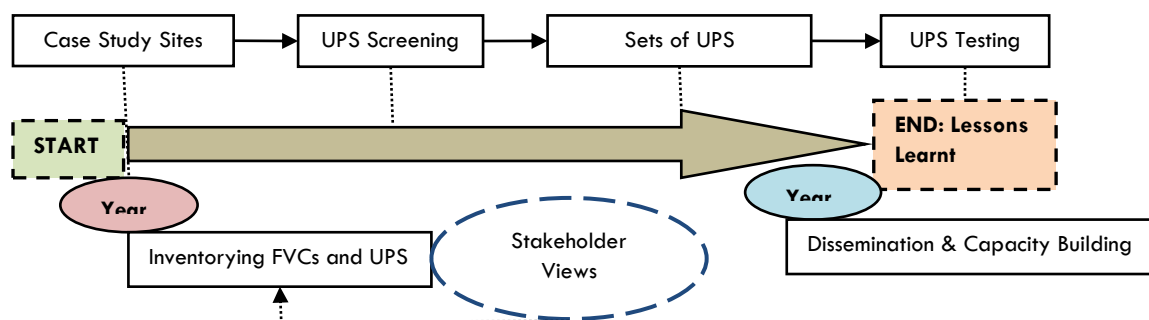 Case Study Sites
UPS Screening
Sets of UPS
UPS Testing
START
END: Lessons
Learnt
Year
Year
Inventorying FVCs and UPS
Stakeholder
Views
Dissemination & Capacity Building